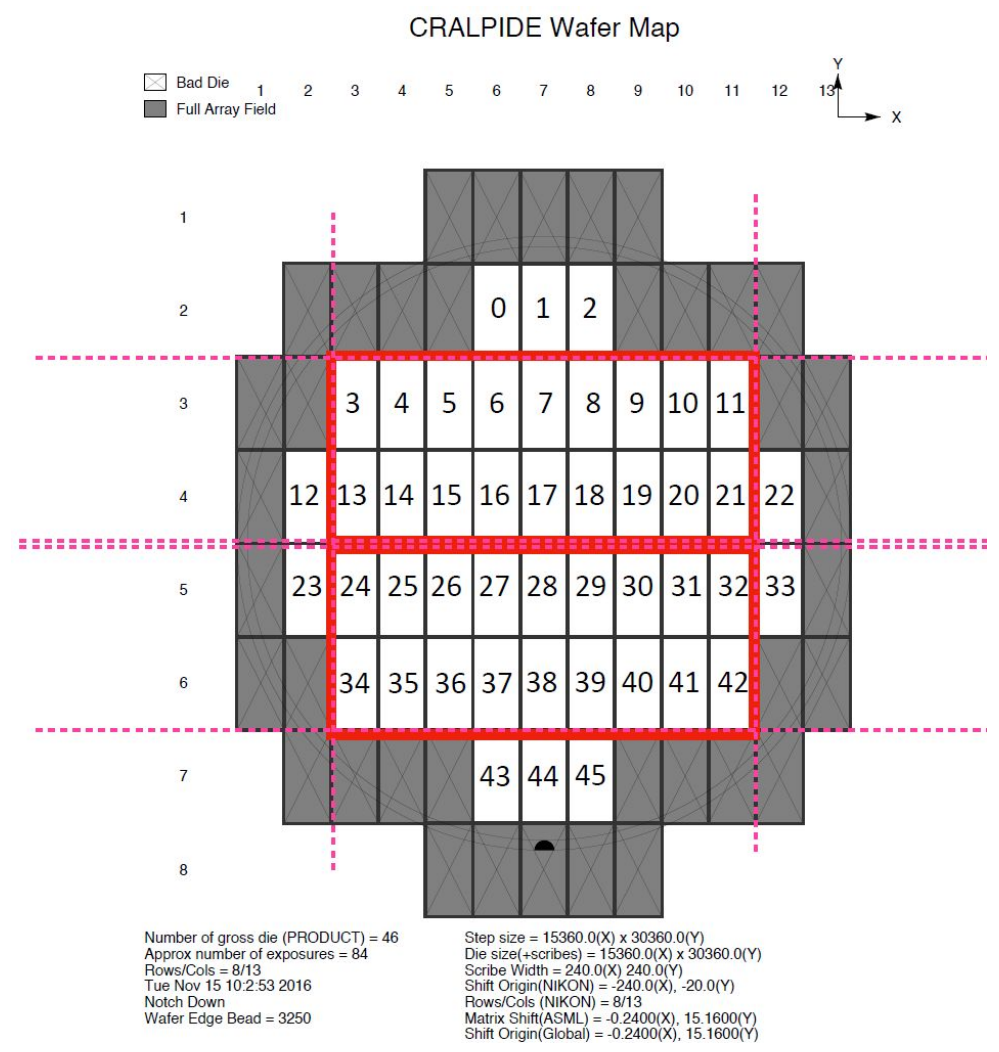 CRALPIDE Wafer Map
Bad Die
Full Array Field
1 2 3 4 5 6 7 8 9 10 11 12 13
Y
X
1
2 0 1 2
3 3 4 5 6 7 8 9 10 11
4 12 13 14 15 16 17 18 19 20 21 22
5 23 24 25 26 27 28 29 30 31 32 33
6 34 35 36 37 38 39 40 41 42
7 43 44 45
8
Number of gross die (PRODUCT) = 46
Approx number of exposures = 84
Rows/Cols = 8/13
Tue Nov 15 10:2:53 2016
Notch Down
Wafer Edge Bead = 3250
Step size = 15360.0(X) x 30360.0(Y)
Die size(+scribes) = 15360.0(X) x 30360.0(Y)
Scribe Width = 240.0(X) 240.0(Y)
Shift Origin(NIKON) = -240.0(X), -20.0(Y)
Rows/Cols (NIKON) = 8/13
Matrix Shift(ASML) = -0.2400(X), 15.1600(Y)
Shift Origin(Global) = -0.2400(X), 15.1600(Y)